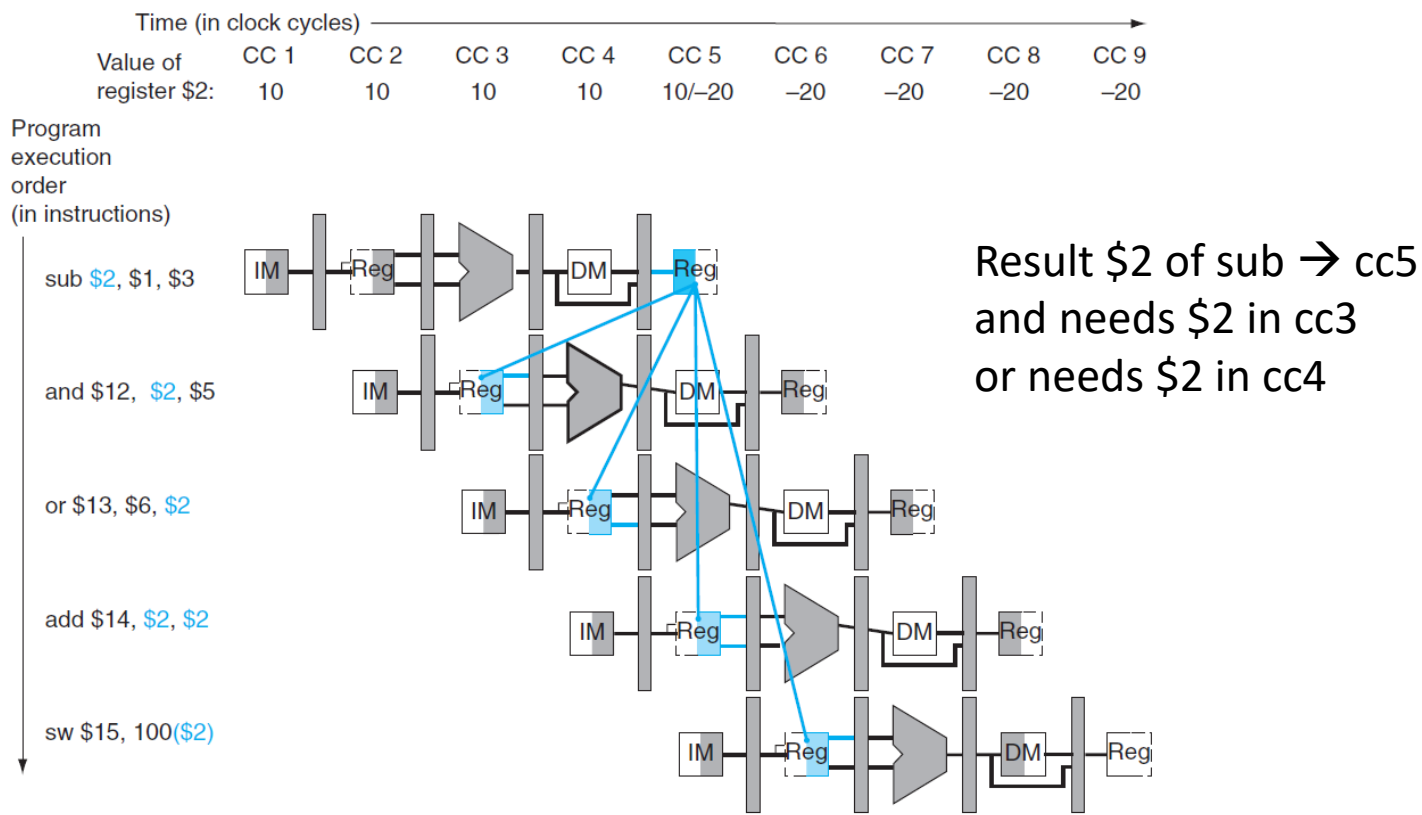 Time (in clock cycles)
Value of register $2:
CC 1 CC 2 CC 3 CC 4 CC 5 CC 6 CC 7 CC 8 CC 9
10 10 10 10 10/–20 –20 –20 –20 –20
Program
execution
order
(in instructions)
sub $2, $1, $3
IM Reg DM Reg
and $12, $2, $5
IM Reg DM Reg
or $13, $6, $2
IM Reg DM Reg
add $14, $2, $2
IM Reg DM Reg
sw $15, 100($2)
IM Reg DM Reg
Result $2 of sub → cc5
and needs $2 in cc3
or needs $2 in cc4